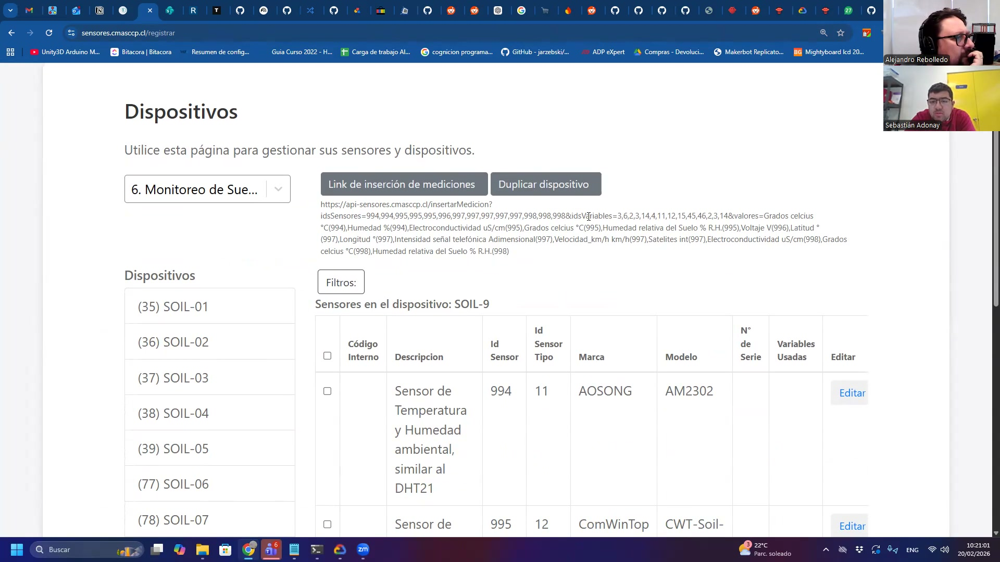 sensores.cmasccp.cl/registrar
Unity3D Arduino M...
Bitacora | Bitacora
Resumen de config...
Guia Curso 2022 - H...
Carga de trabajo Al...
cognicion programa...
GitHub - jarzebski/...
ADP eXpert
Compras - Devoluci...
Makerbot Replicato...
Mightyboard lcd 20...
27
Alejandro Rebolledo
Sebastián Adonay
Dispositivos
Utilice esta página para gestionar sus sensores y dispositivos.
6. Monitoreo de Sue...
Link de inserción de mediciones
Duplicar dispositivo
https://api-sensores.cmasccp.cl/insertarMedicion?
idsSensores=994,994,995,995,995,996,997,997,997,997,997,998,998,998&idsVariables=3,6,2,3,14,4,11,12,15,45,46,2,3,14&valores=Grados celcius
°C(994),Humedad %(994),Electroconductividad uS/cm(995),Grados celcius °C(995),Humedad relativa del Suelo % R.H.(995),Voltaje V(996),Latitud °
(997),Longitud °(997),Intensidad señal telefónica Adimensional(997),Velocidad_km/h km/h(997),Satelites int(997),Electroconductividad uS/cm(998),Grados
celcius °C(998),Humedad relativa del Suelo % R.H.(998)
Dispositivos
(35) SOIL-01
(36) SOIL-02
(37) SOIL-03
(38) SOIL-04
(39) SOIL-05
(77) SOIL-06
(78) SOIL-07
Filtros:
Sensores en el dispositivo: SOIL-9
Código Interno
Descripcion
Id Sensor
Id Sensor Tipo
Marca
Modelo
N° de Serie
Variables Usadas
Editar
Sensor de
Temperatura
y Humedad
ambiental,
similar al
DHT21
994
11
AOSONG
AM2302
Editar
Sensor de
995
12
ComWinTop
CWT-Soil-
Editar
Buscar
6
zm
3
22°C
Parc. soleado
ENG
10:21:01
20/02/2026